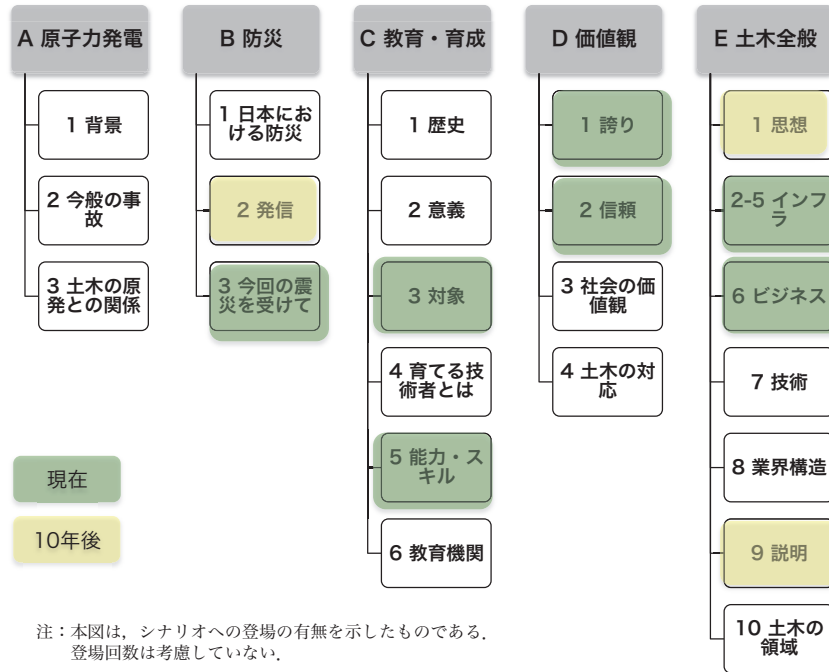 A 原子力発電
1 背景
2 今般の事
故
3 土木の原
発との関係
B 防災
1 日本にお
ける防災
2 発信
3 今回の震
災を受けて
C 教育・育成
1 歴史
2 意義
3 対象
4 育てる技
術者とは
5 能力・ス
キル
6 教育機関
D 価値観
1 誇り
2 信頼
3 社会の価
値観
4 土木の対
応
E 土木全般
1 思想
2-5 インフ
ラ
6 ビジネス
7 技術
8 業界構造
9 説明
10 土木の
領域
現在
10年後
注：本図は，シナリオへの登場の有無を示したものである．
登場回数は考慮していない．